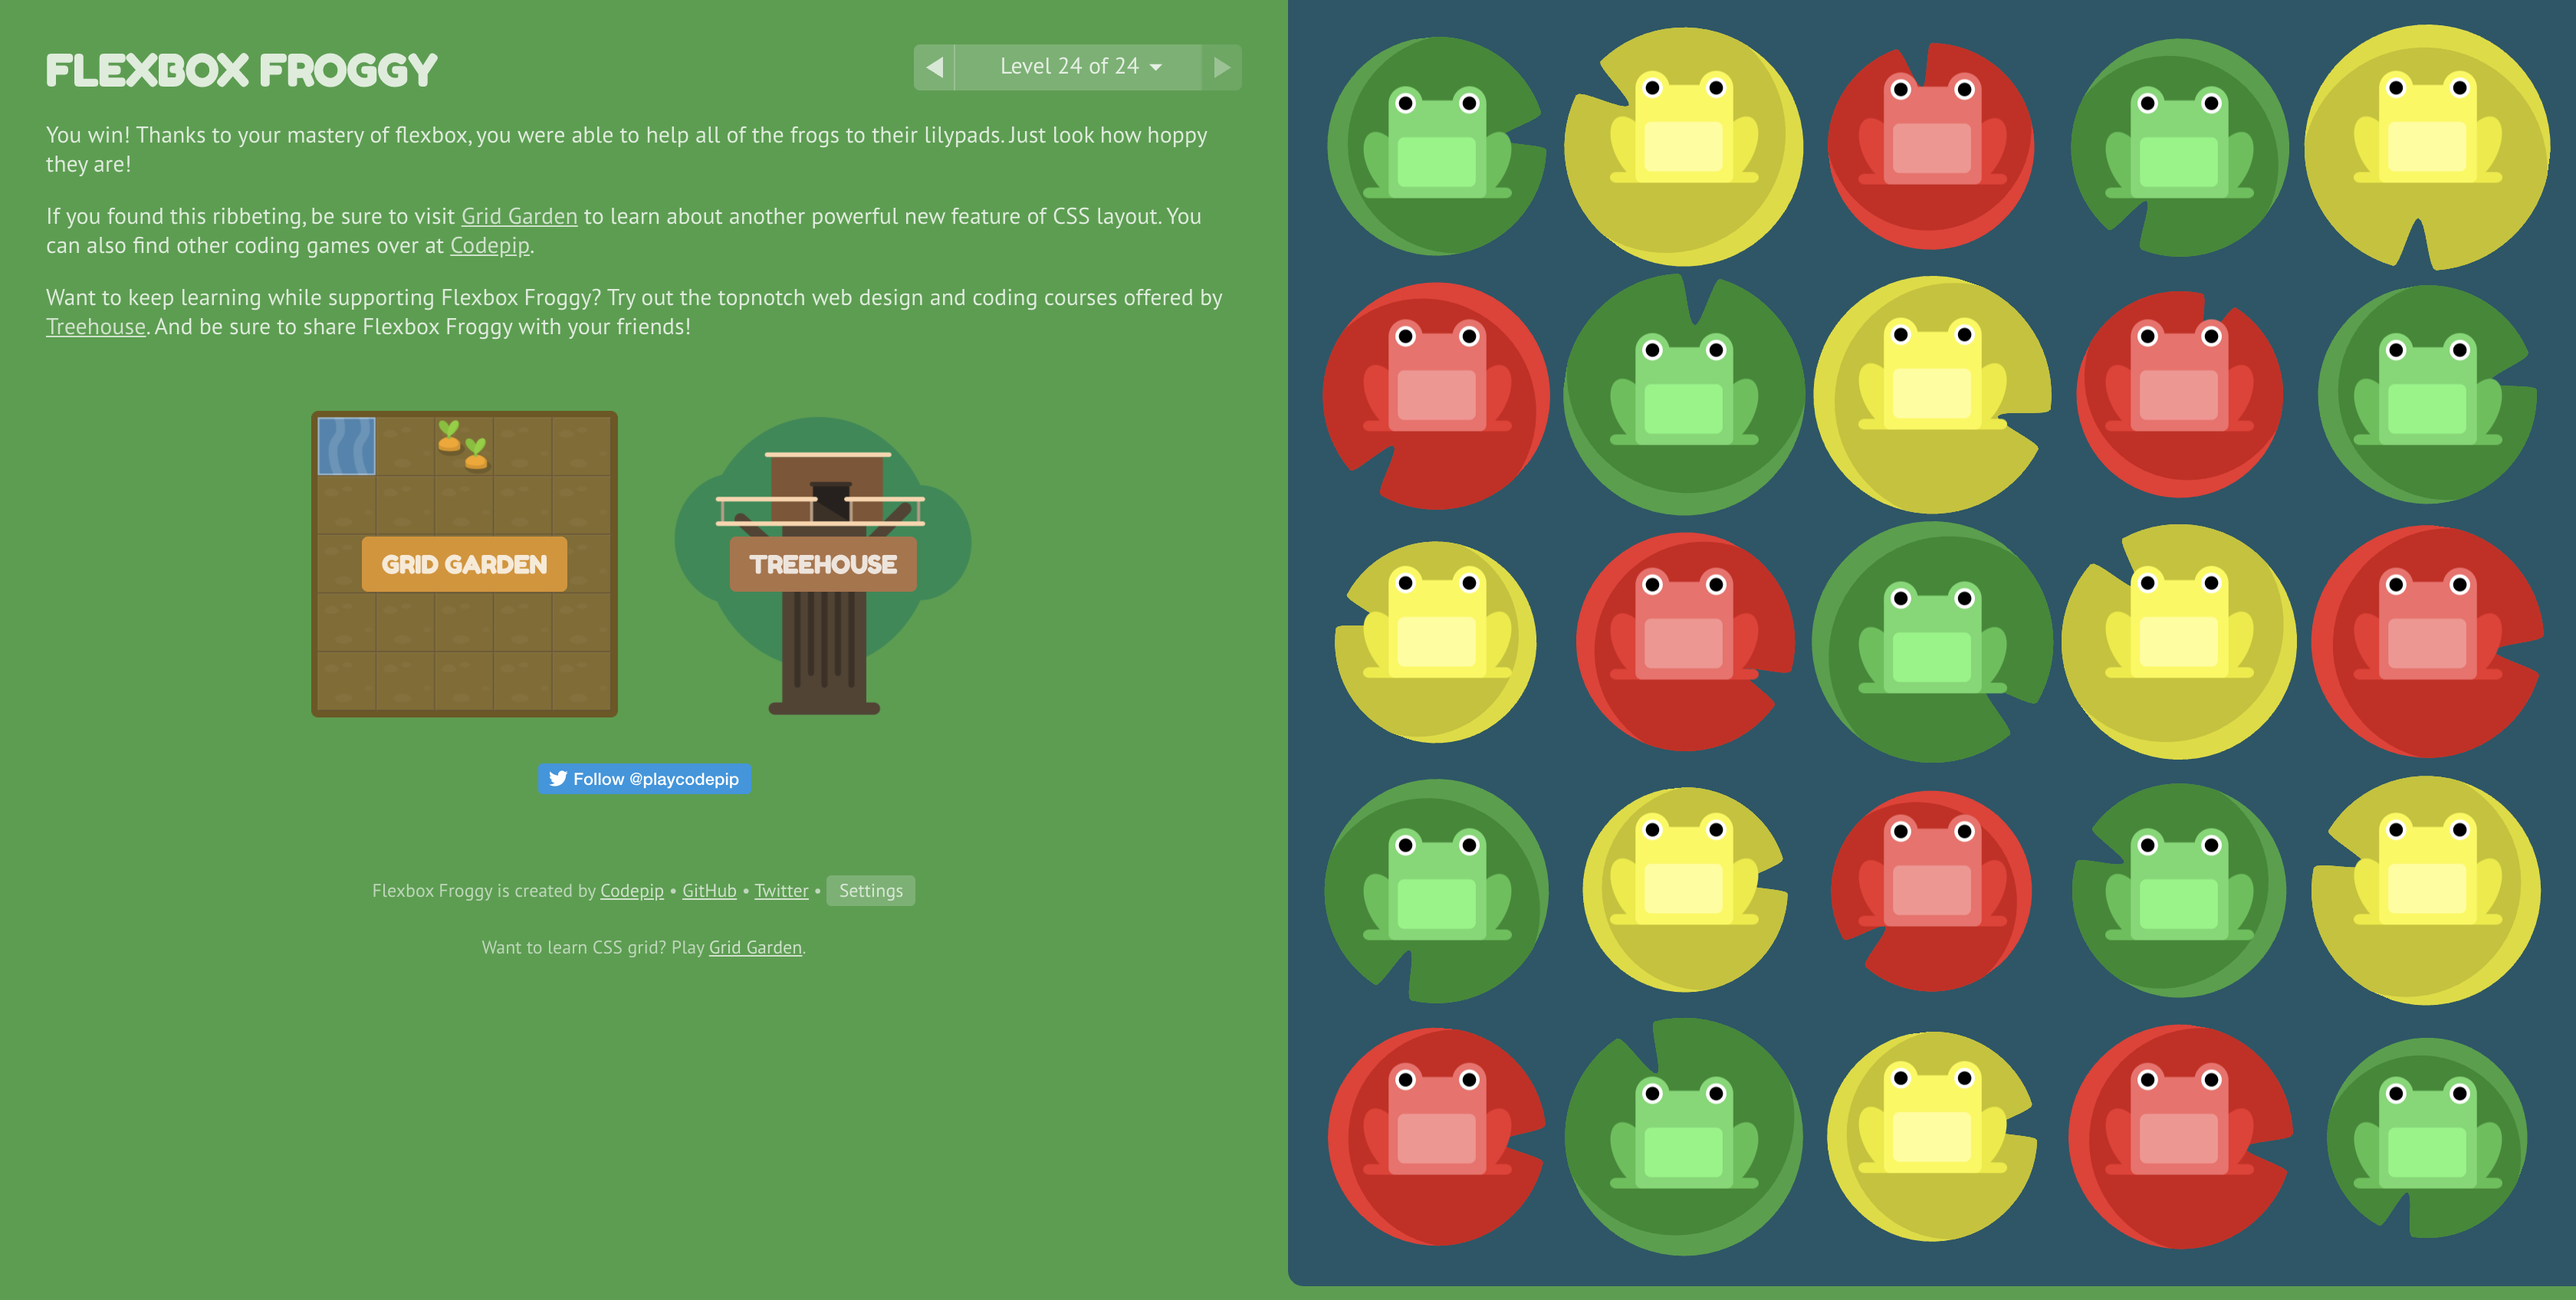 FLEXBOX FROGGY
Level 24 of 24
You win! Thanks to your mastery of flexbox, you were able to help all of the frogs to their lilypads. Just look how hoppy
they are!
If you found this ribbeting, be sure to visit Grid Garden to learn about another powerful new feature of CSS layout. You
can also find other coding games over at Codepip.
Want to keep learning while supporting Flexbox Froggy? Try out the topnotch web design and coding courses offered by
Treehouse. And be sure to share Flexbox Froggy with your friends!
GRID GARDEN
TREEHOUSE
Follow @playcodepip
Flexbox Froggy is created by Codepip • GitHub • Twitter • Settings
Want to learn CSS grid? Play Grid Garden.